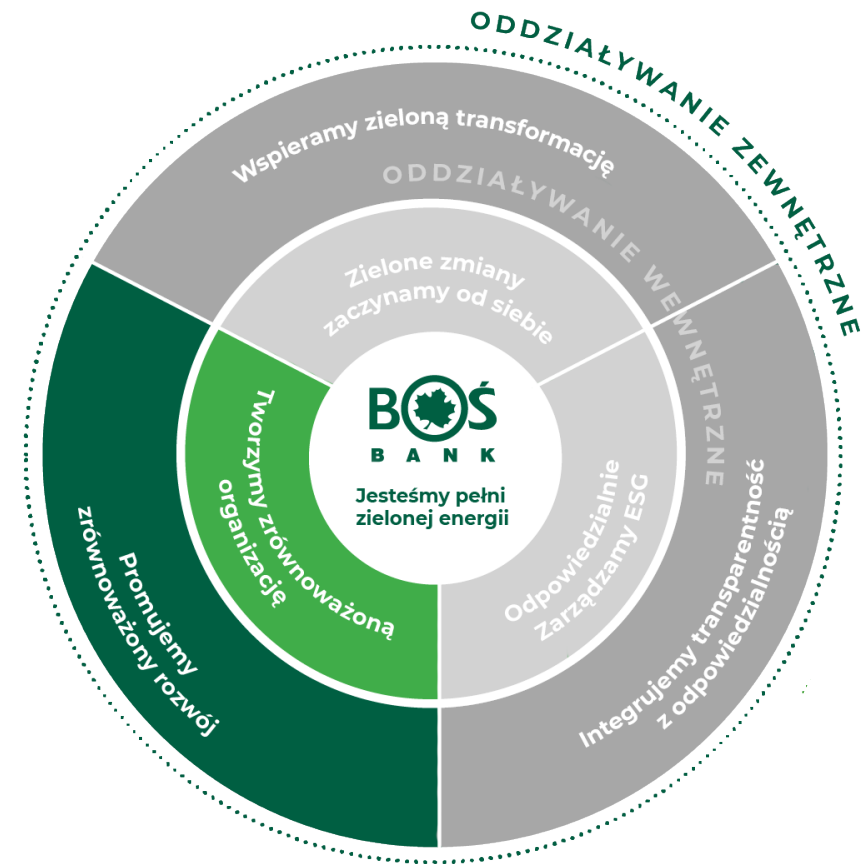 ODDZIAŁYWANIE ZEWNĘTRZNE
Wspieramy zieloną transformację
ODDZIAŁYWANIE WEWNĘTRZNE
Zielone zmiany
zaczynamy od siebie
BOŚ
BANK
Jesteśmy pełni
zielonej energii
Tworzymy zrównoważoną
organizację
Odpowiedzialnie
Zarządzamy ESG
Promujemy
zrównoważony rozwój
Integrujemy transparentność
z odpowiedzialnością